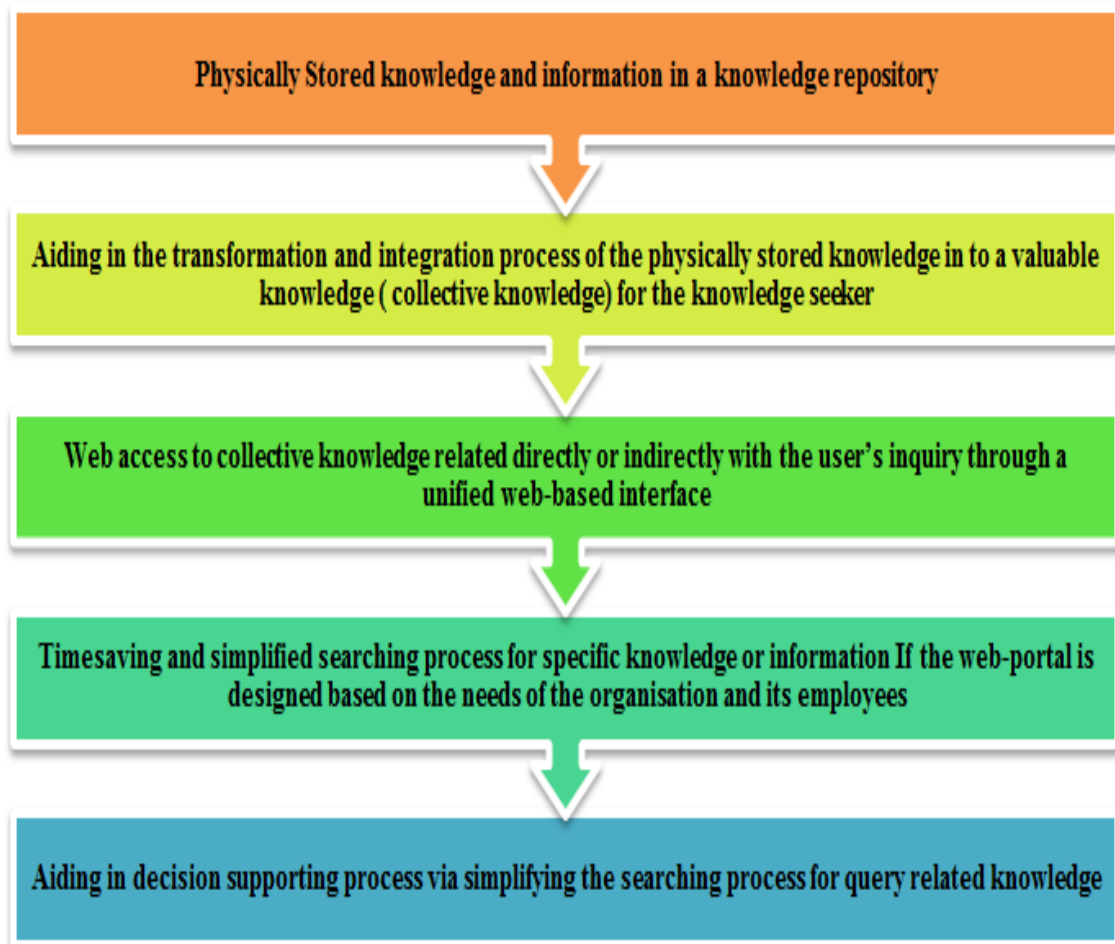 Physically Stored knowledge and information in a knowledge repository
Aiding in the transformation and integration process of the physically stored knowledge in to a valuable
knowledge ( collective knowledge) for the knowledge seeker
Web access to collective knowledge related directly or indirectly with the user’s inquiry through a
unified web-based interface
Timesaving and simplified searching process for specific knowledge or information If the web-portal is
designed based on the needs of the organisation and its employees
Aiding in decision supporting process via simplifying the searching process for query related knowledge